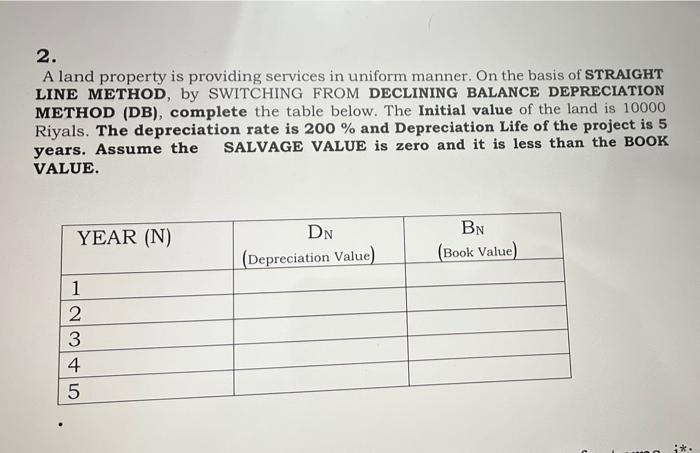 2.
A land property is providing services in uniform manner. On the basis of STRAIGHT
LINE METHOD, by SWITCHING FROM DECLINING BALANCE DEPRECIATION
METHOD (DB), complete the table below. The Initial value of the land is 10000
Riyals. The depreciation rate is 200 % and Depreciation Life of the project is 5
years. Assume the SALVAGE VALUE is zero and it is less than the BOOK
VALUE.
YEAR (N) DN BN
(Depreciation Value) (Book Value)
1
2
3
4
5